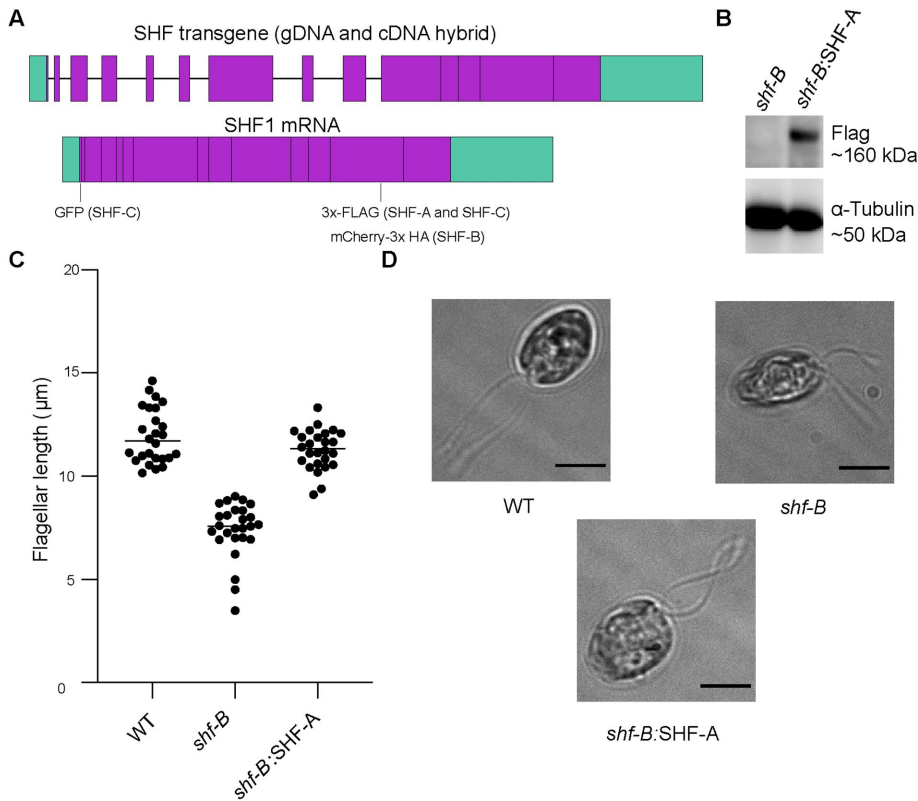 A
SHF transgene (gDNA and cDNA hybrid)
SHF1 mRNA
GFP (SHF-C)
3x-FLAG (SHF-A and SHF-C)
mCherry-3x HA (SHF-B)
B
shf-B
shf-B:SHF-A
Flag
~160 kDa
α-Tubulin
~50 kDa
C
Flagellar length ( μm)
20
15
10
5
0
WT
shf-B
shf-B:SHF-A
D
WT
shf-B
shf-B:SHF-A